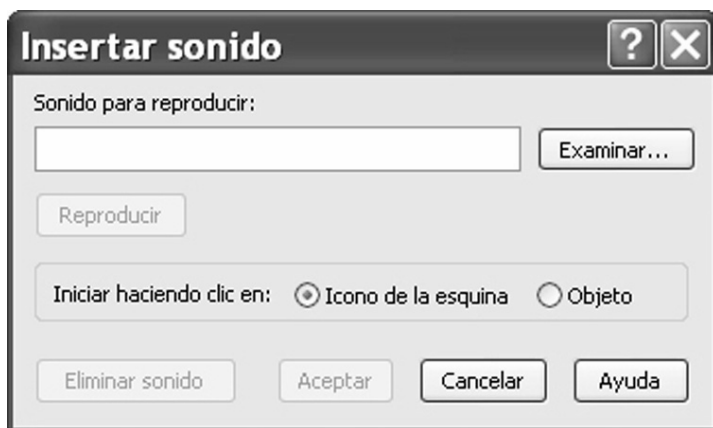 Insertar sonido ? X
Sonido para reproducir:
Examinar...
Reproducir
Iniciar haciendo clic en: Icono de la esquina Objeto
Eliminar sonido Aceptar Cancelar Ayuda